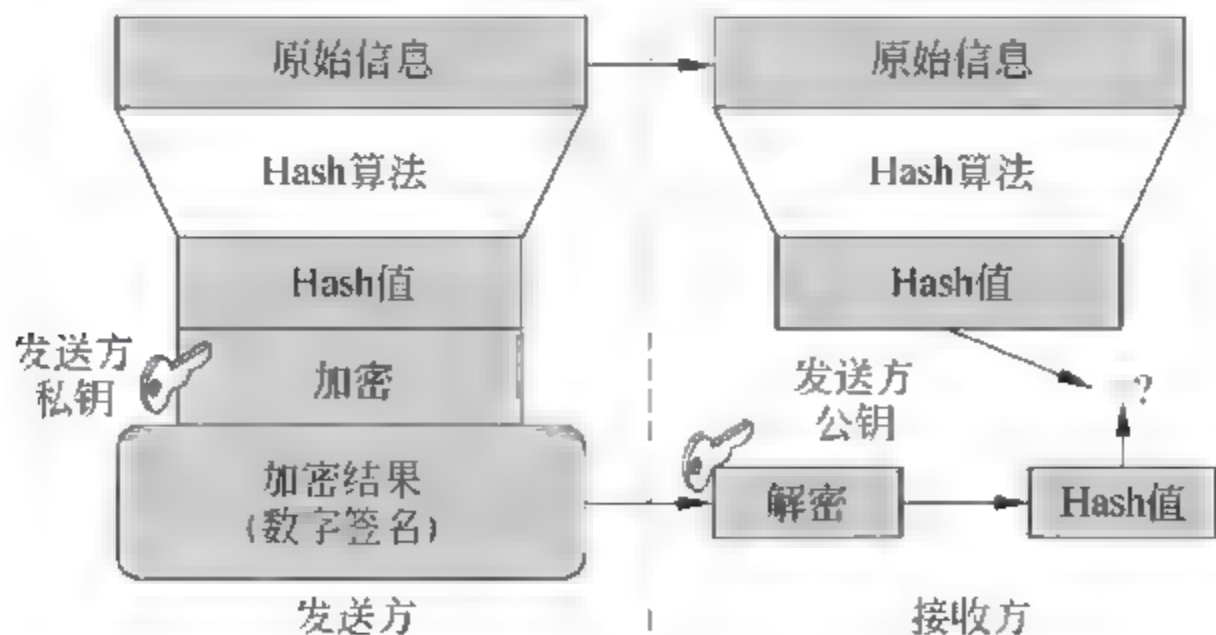 原始信息
原始信息
Hash算法
Hash算法
Hash值
Hash值
发送方
私钥
加密
发送方
公钥
=?
加密结果
(数字签名)
解密
Hash值
发送方
接收方